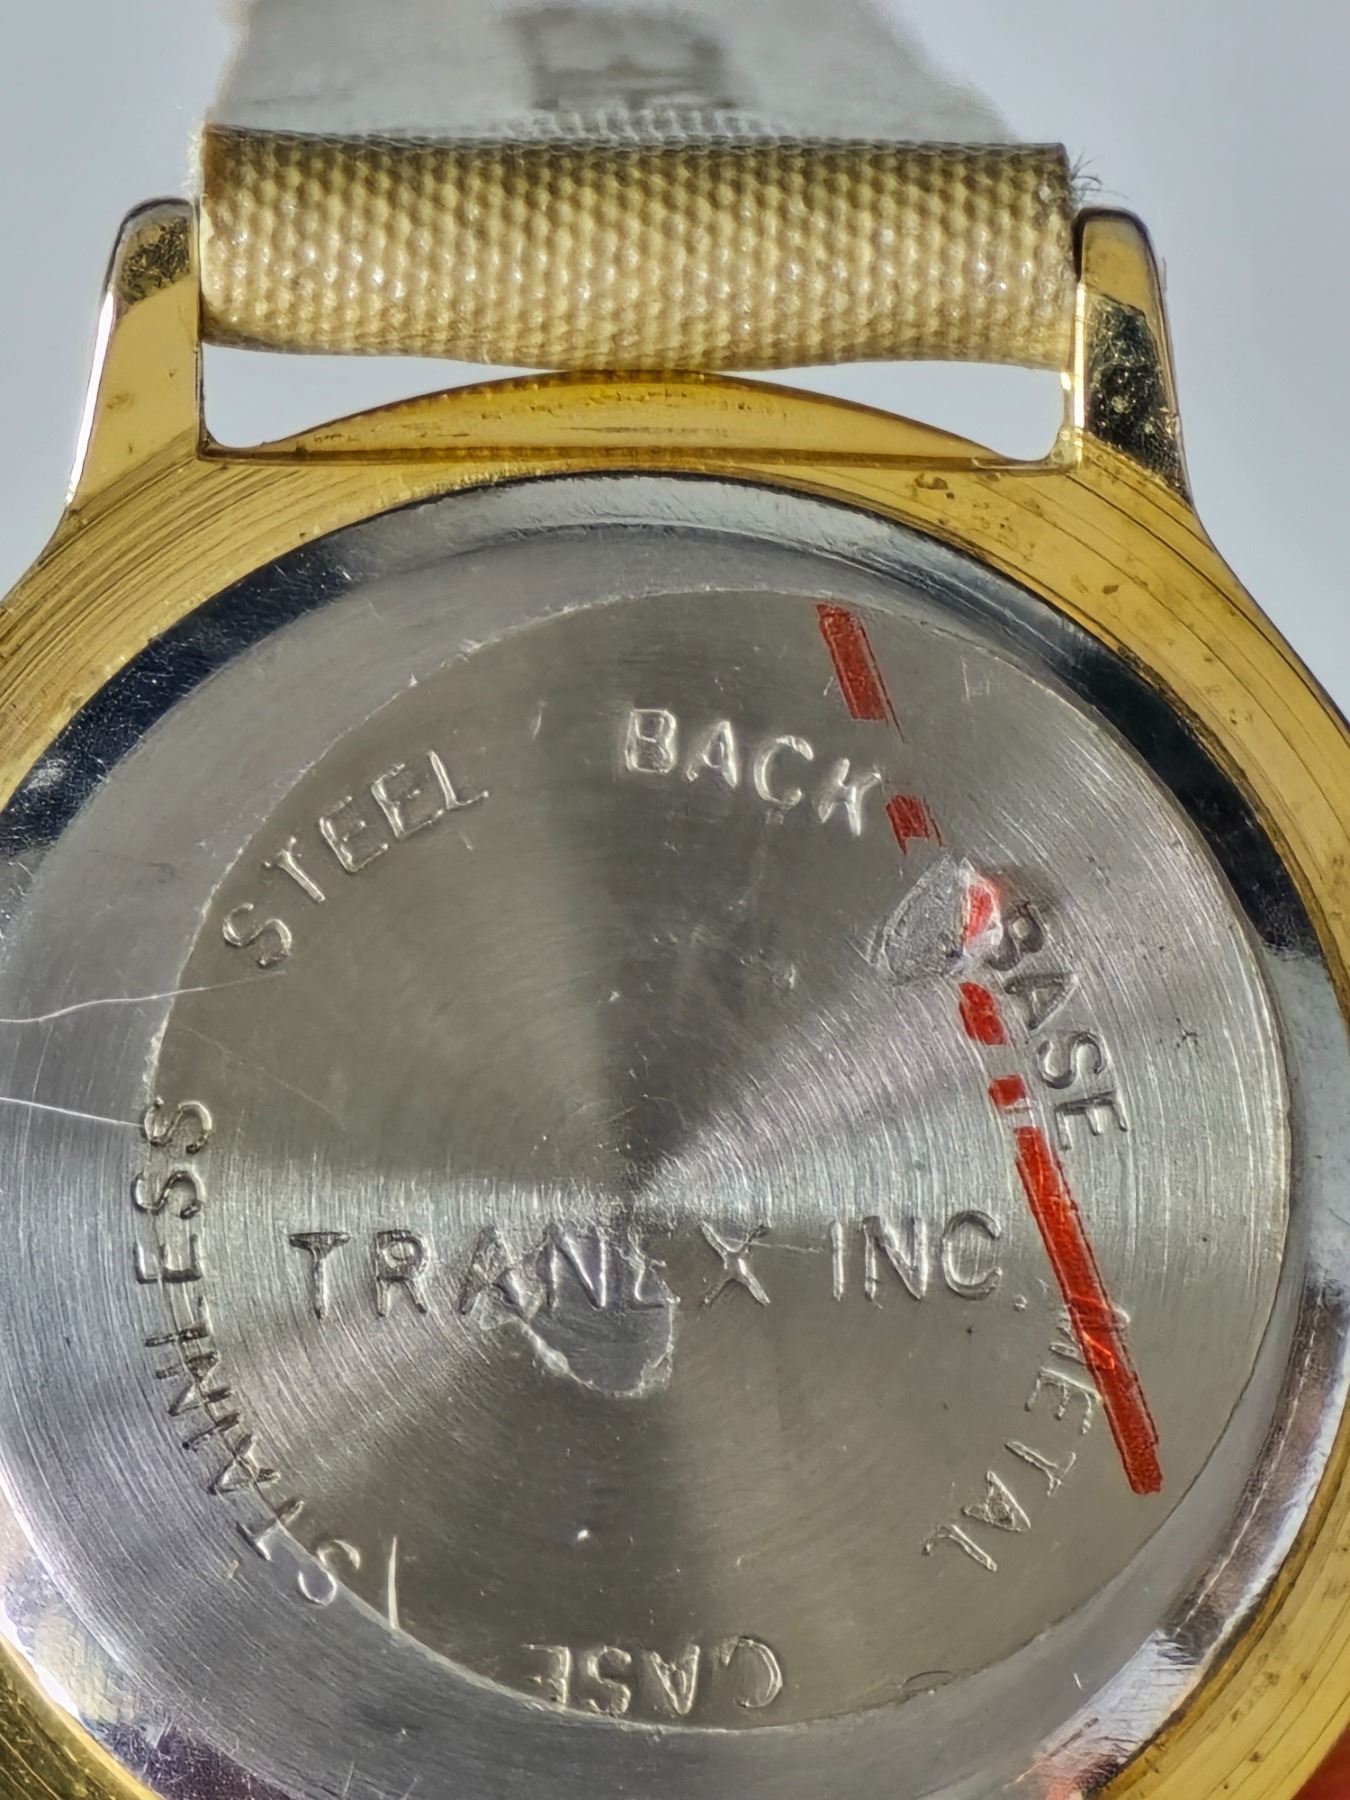 STAINLESS STEEL BACK BASE METAL CASE
TRANEX INC.